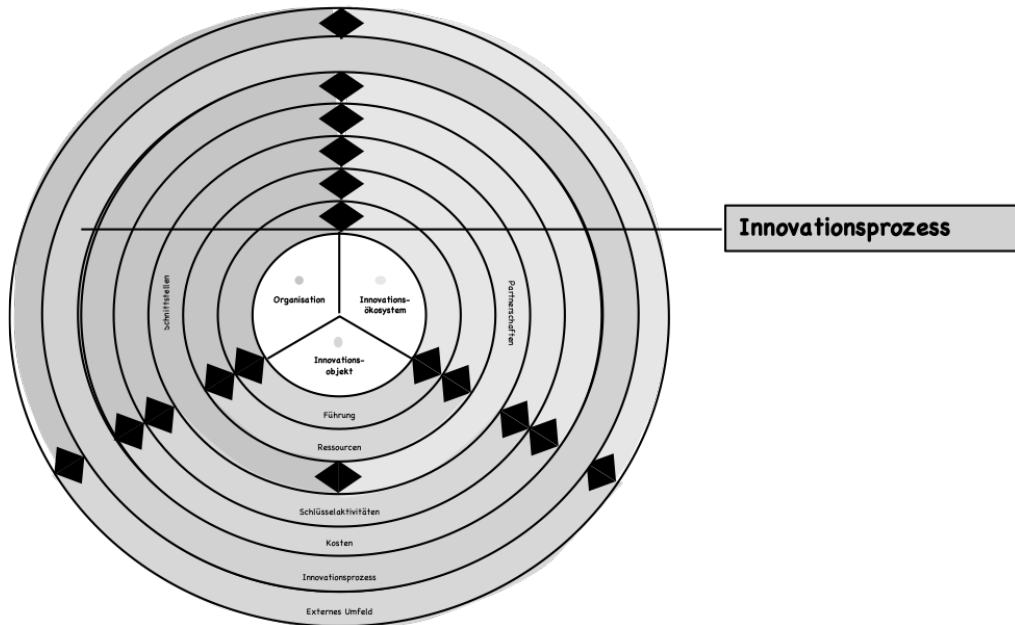 Innovationsprozess
Schnittstellen
Partnerschaften
Organisation
Innovations-
ökosystem
Innovations-
objekt
Führung
Ressourcen
Schlüsselaktivitäten
Kosten
Innovationsprozess
Externes Umfeld